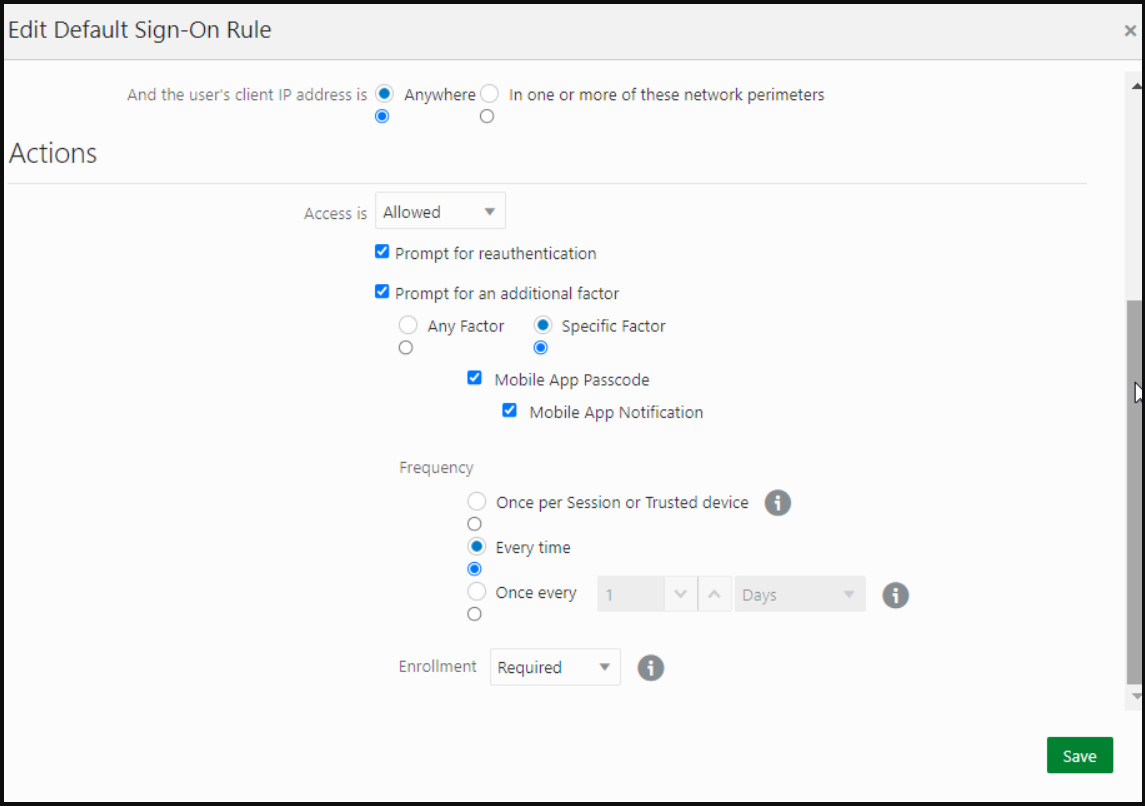 Edit Default Sign-On Rule
×
And the user's client IP address is Anywhere In one or more of these network perimeters
Actions
Access is Allowed
Prompt for reauthentication
Prompt for an additional factor
Any Factor Specific Factor
Mobile App Passcode
Mobile App Notification
Frequency
Once per Session or Trusted device
Every time
Once every 1 Days
Enrollment Required
Save